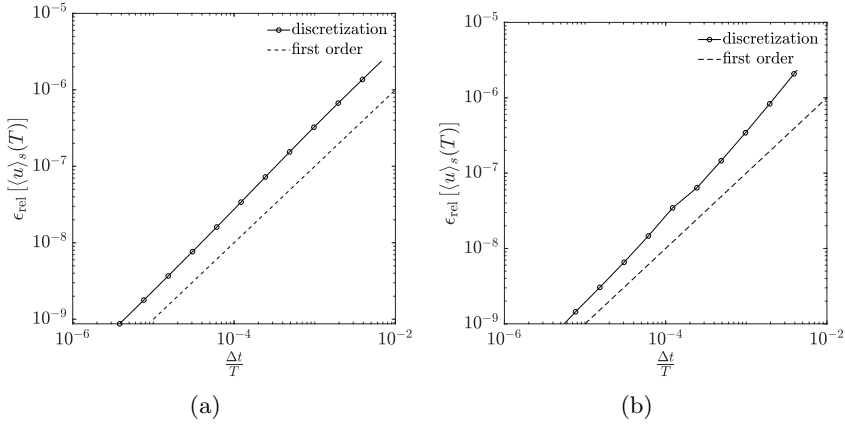 10⁻⁵
10⁻⁶
10⁻⁷
10⁻⁸
10⁻⁹
ϵ_rel [⟨u⟩_s(T)]
discretization
first order
10⁻⁶
10⁻⁴
10⁻²
Δt/T
(a)
10⁻⁵
10⁻⁶
10⁻⁷
10⁻⁸
10⁻⁹
ϵ_rel [⟨u⟩_s(T)]
discretization
first order
10⁻⁶
10⁻⁴
10⁻²
Δt/T
(b)